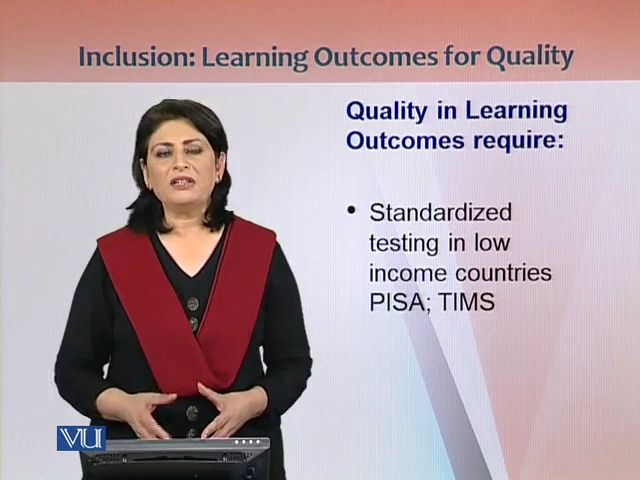 Inclusion: Learning Outcomes for Quality
Quality in Learning
Outcomes require:
• Standardized
testing in low
income countries
PISA; TIMS
VU